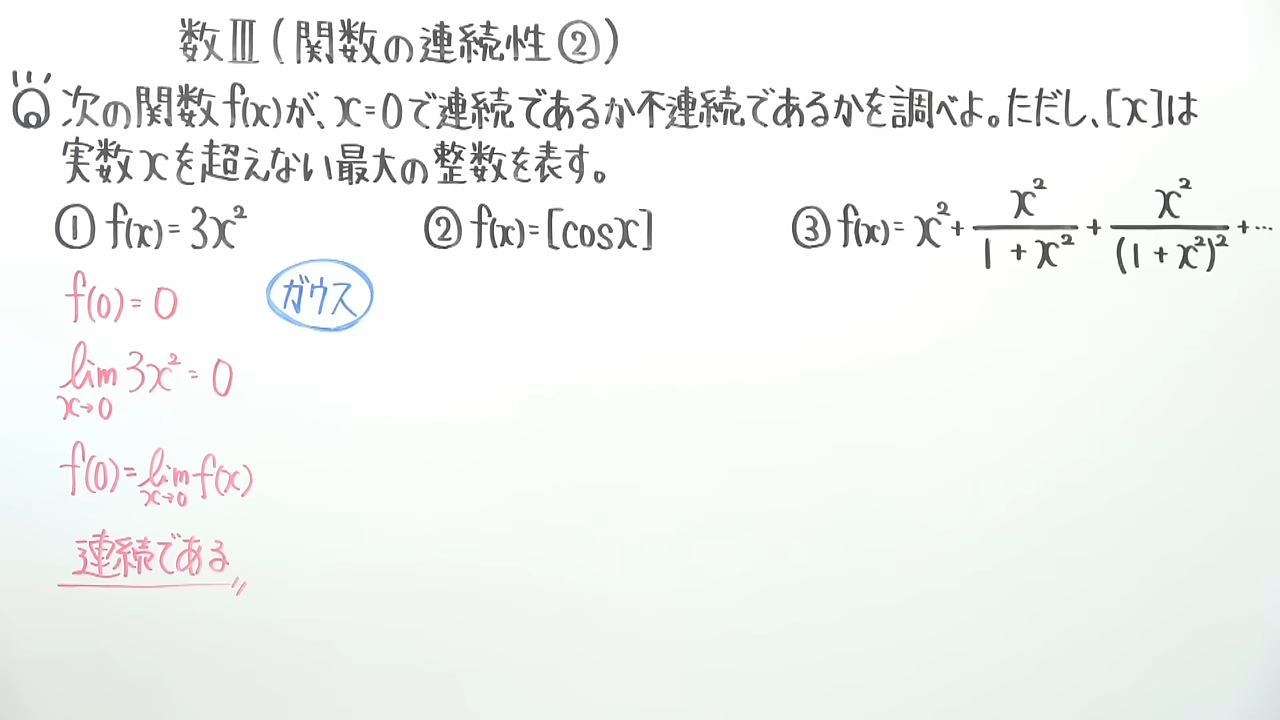 数Ⅲ(関数の連続性②)
Q 次の関数f(x)が、x=0で連続であるか不連続であるかを調べよ。ただし、[x]は
実数xを超えない最大の整数を表す。
① f(x)=3x²
② f(x)=[cosx]
③ f(x)=x²+x²/(1+x²)+x²/(1+x²)²+…
f(0)=0
ガウス
lim x→0 3x²=0
f(0)=lim x→0 f(x)
連続である